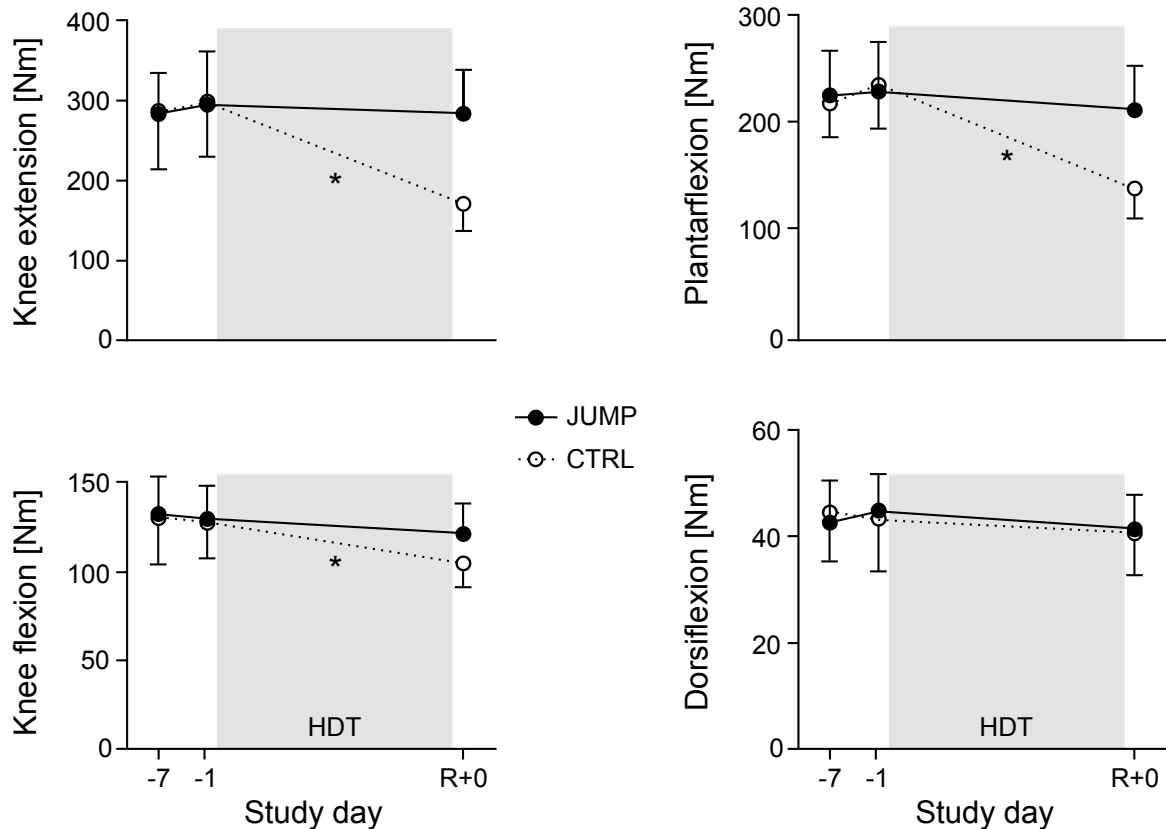 Knee extension [Nm]
400
300
200
100
0
*
Plantarflexion [Nm]
300
200
100
0
*
JUMP
CTRL
Knee flexion [Nm]
150
100
50
0
*
HDT
-7 -1 R+0
Study day
Dorsiflexion [Nm]
60
40
20
0
HDT
-7 -1 R+0
Study day